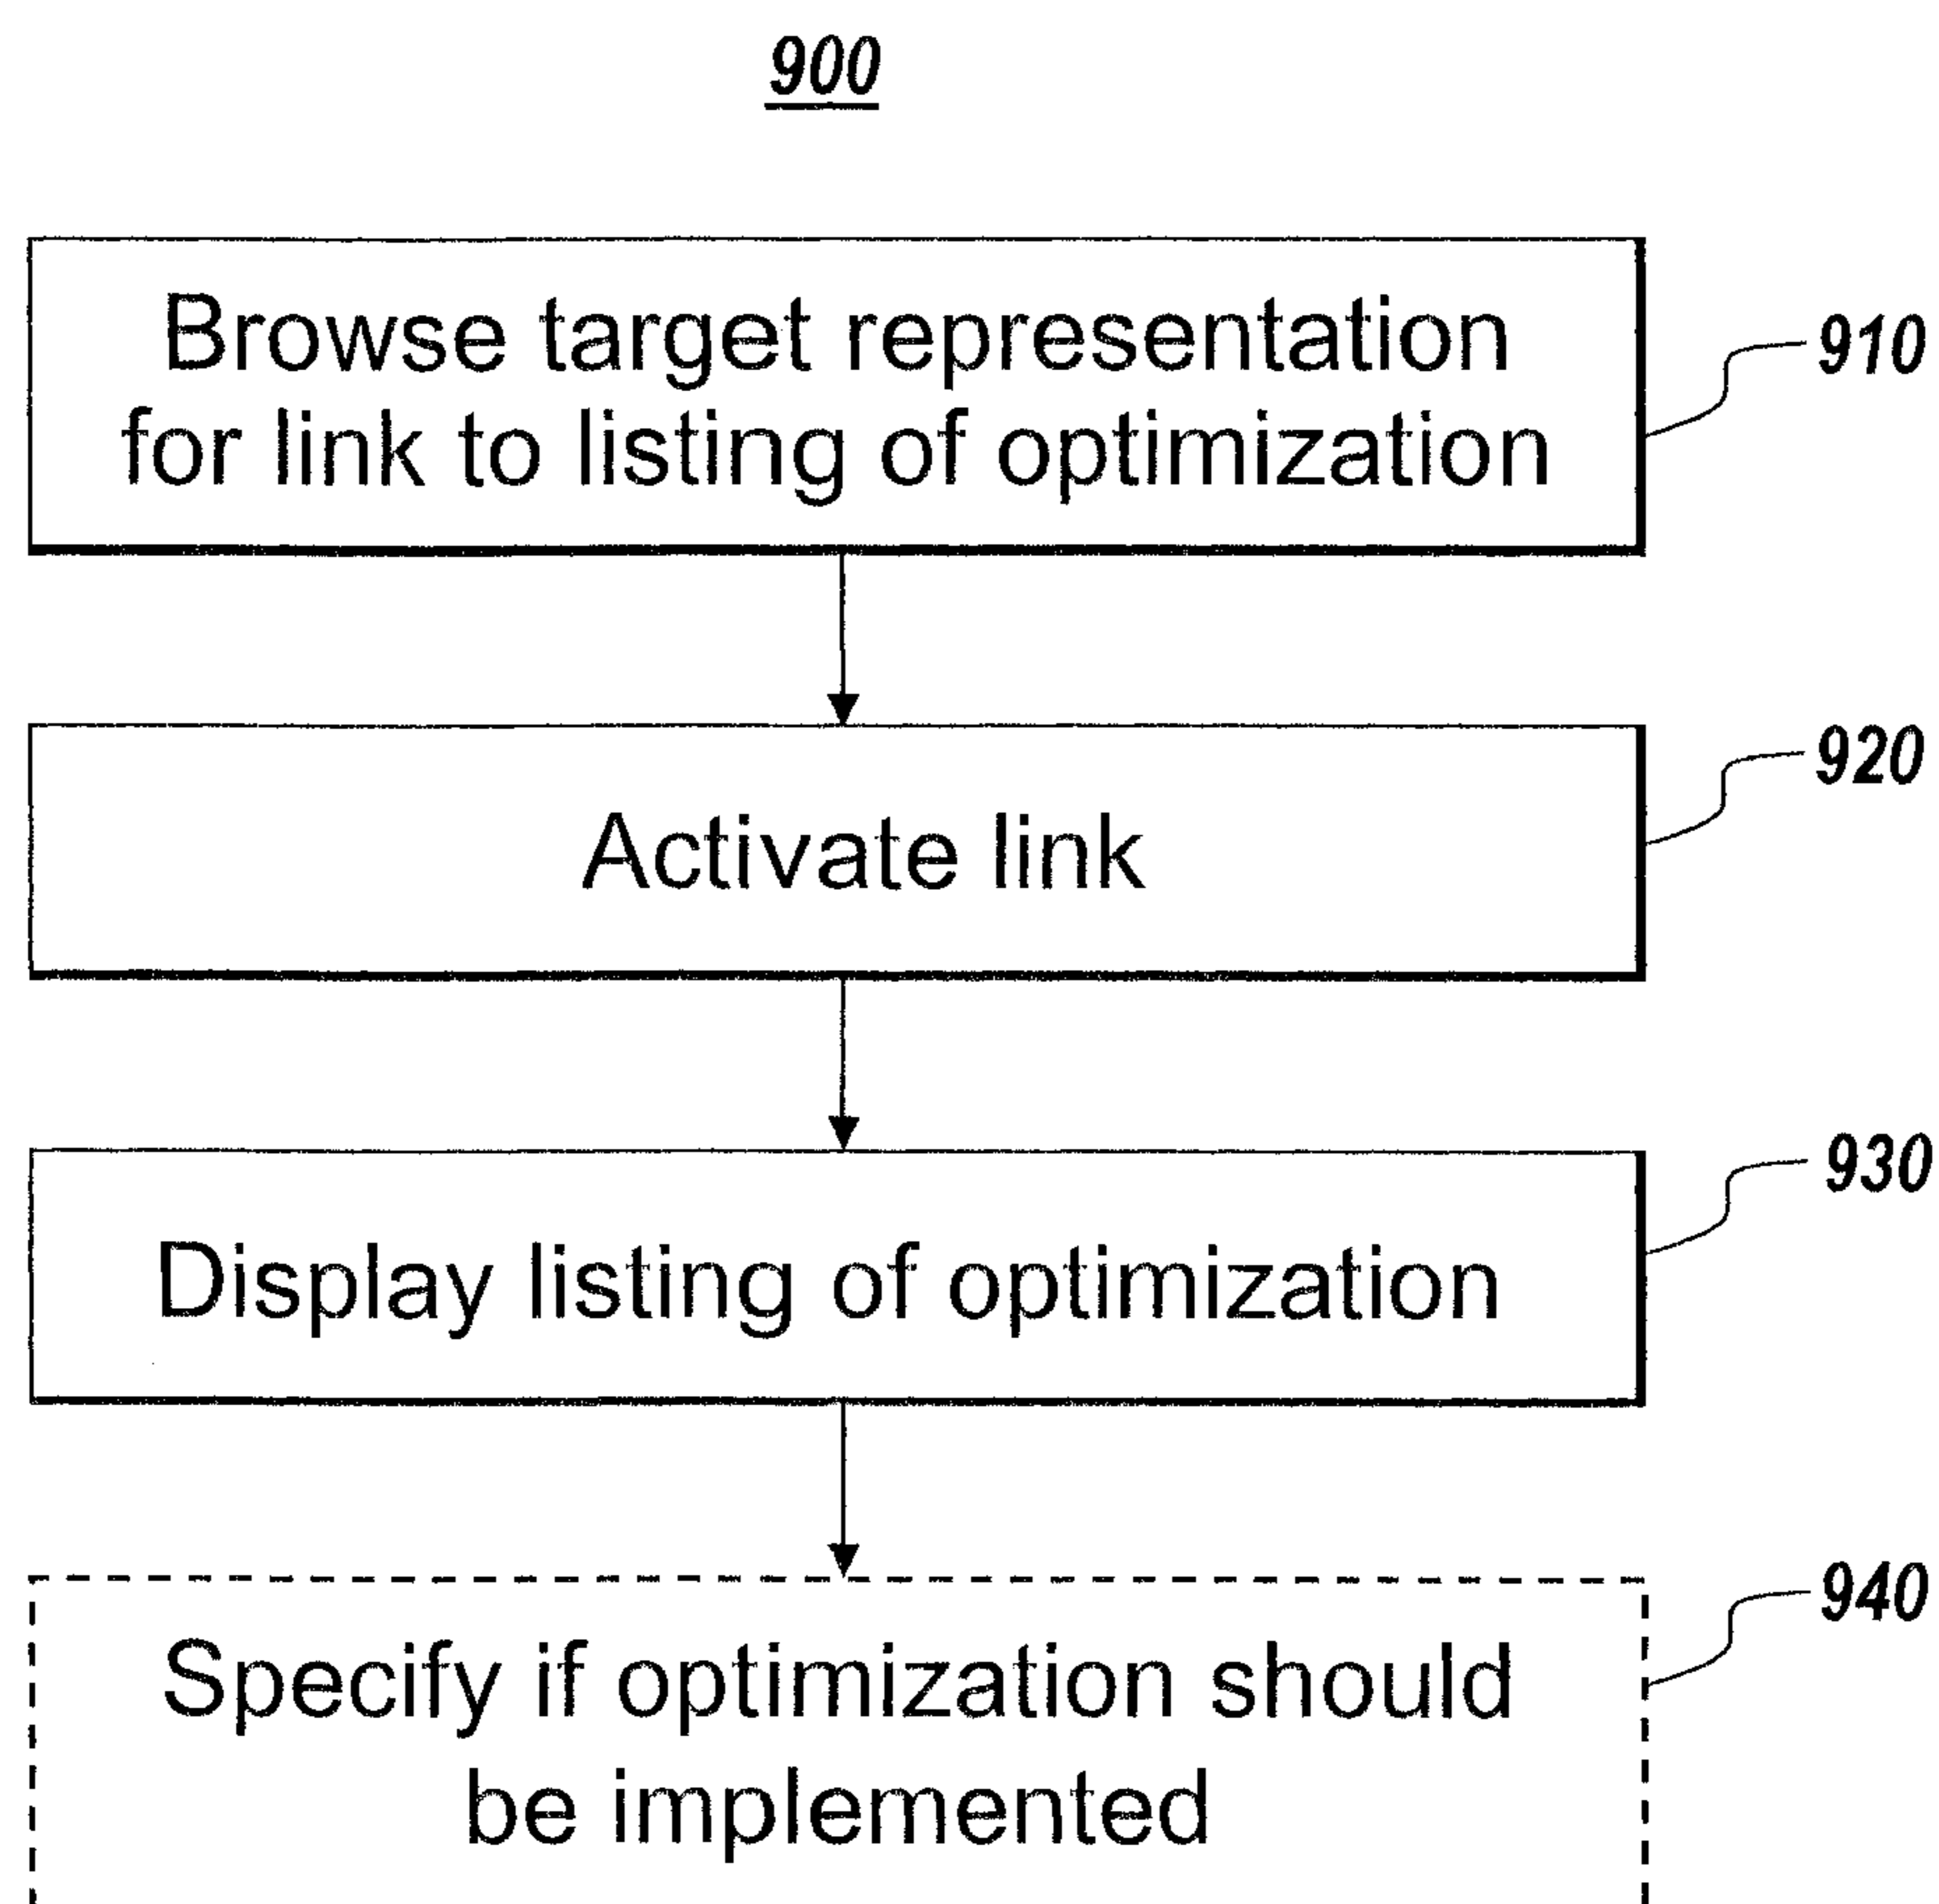 900
Browse target representation
for link to listing of optimization
910
Activate link
920
Display listing of optimization
930
Specify if optimization should
be implemented
940